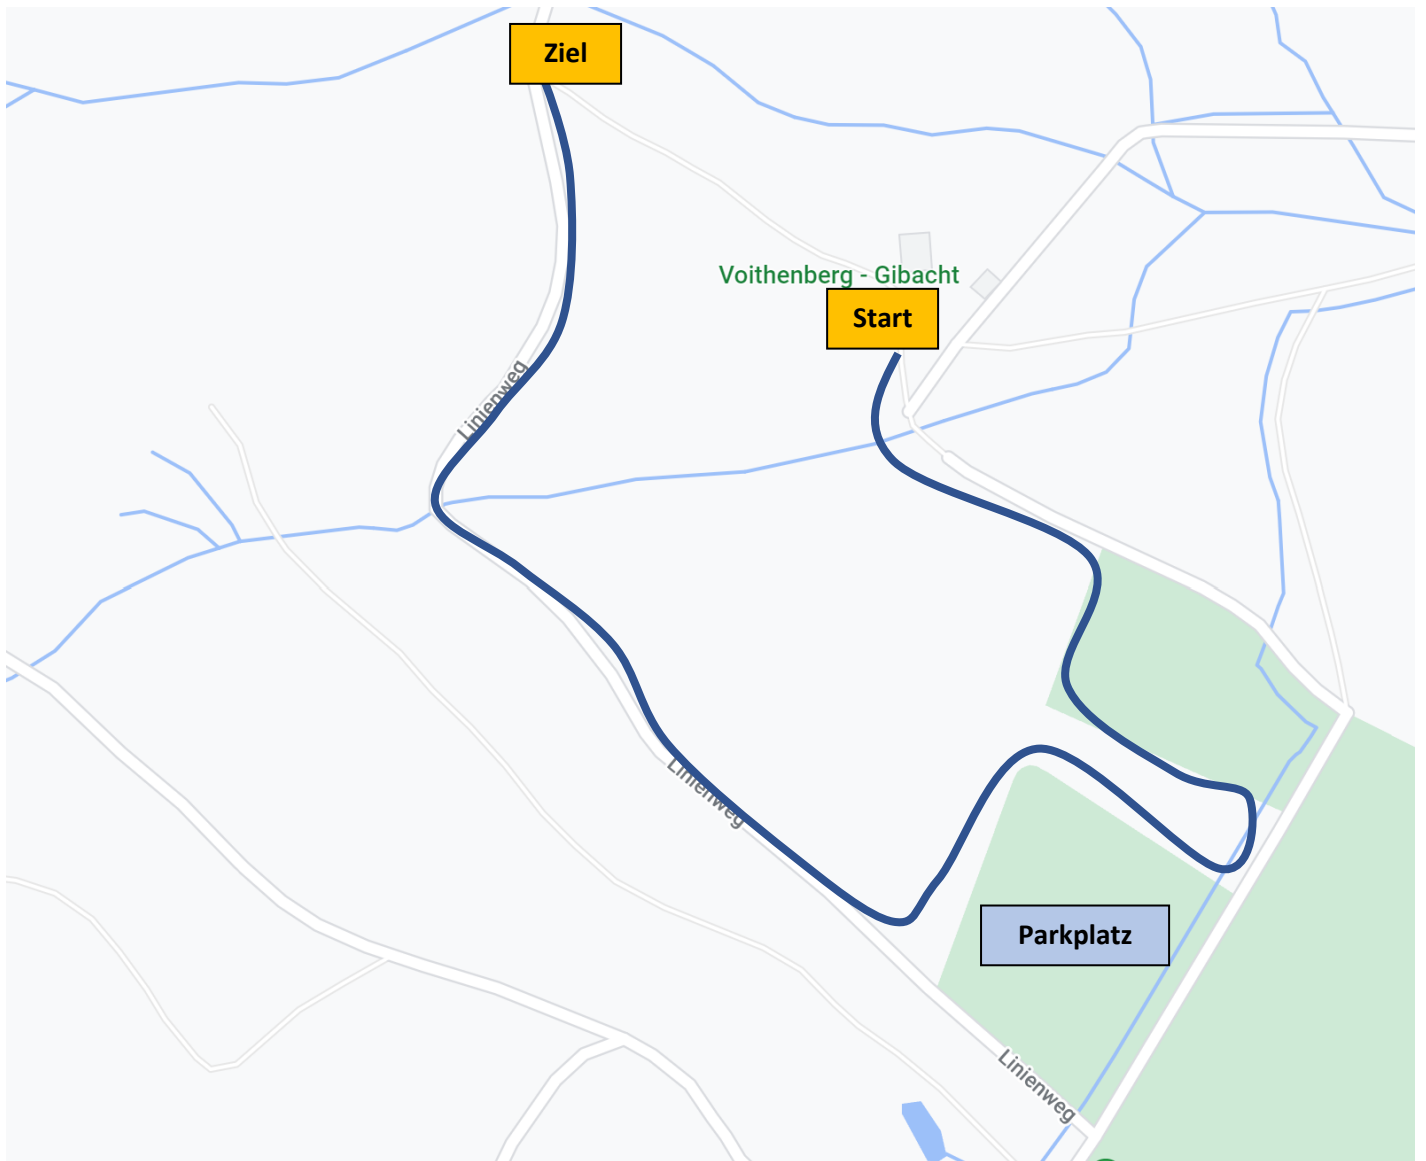 Ziel
Voithenberg - Gibacht
Start
Linienweg
Linienweg
Parkplatz
Linienweg